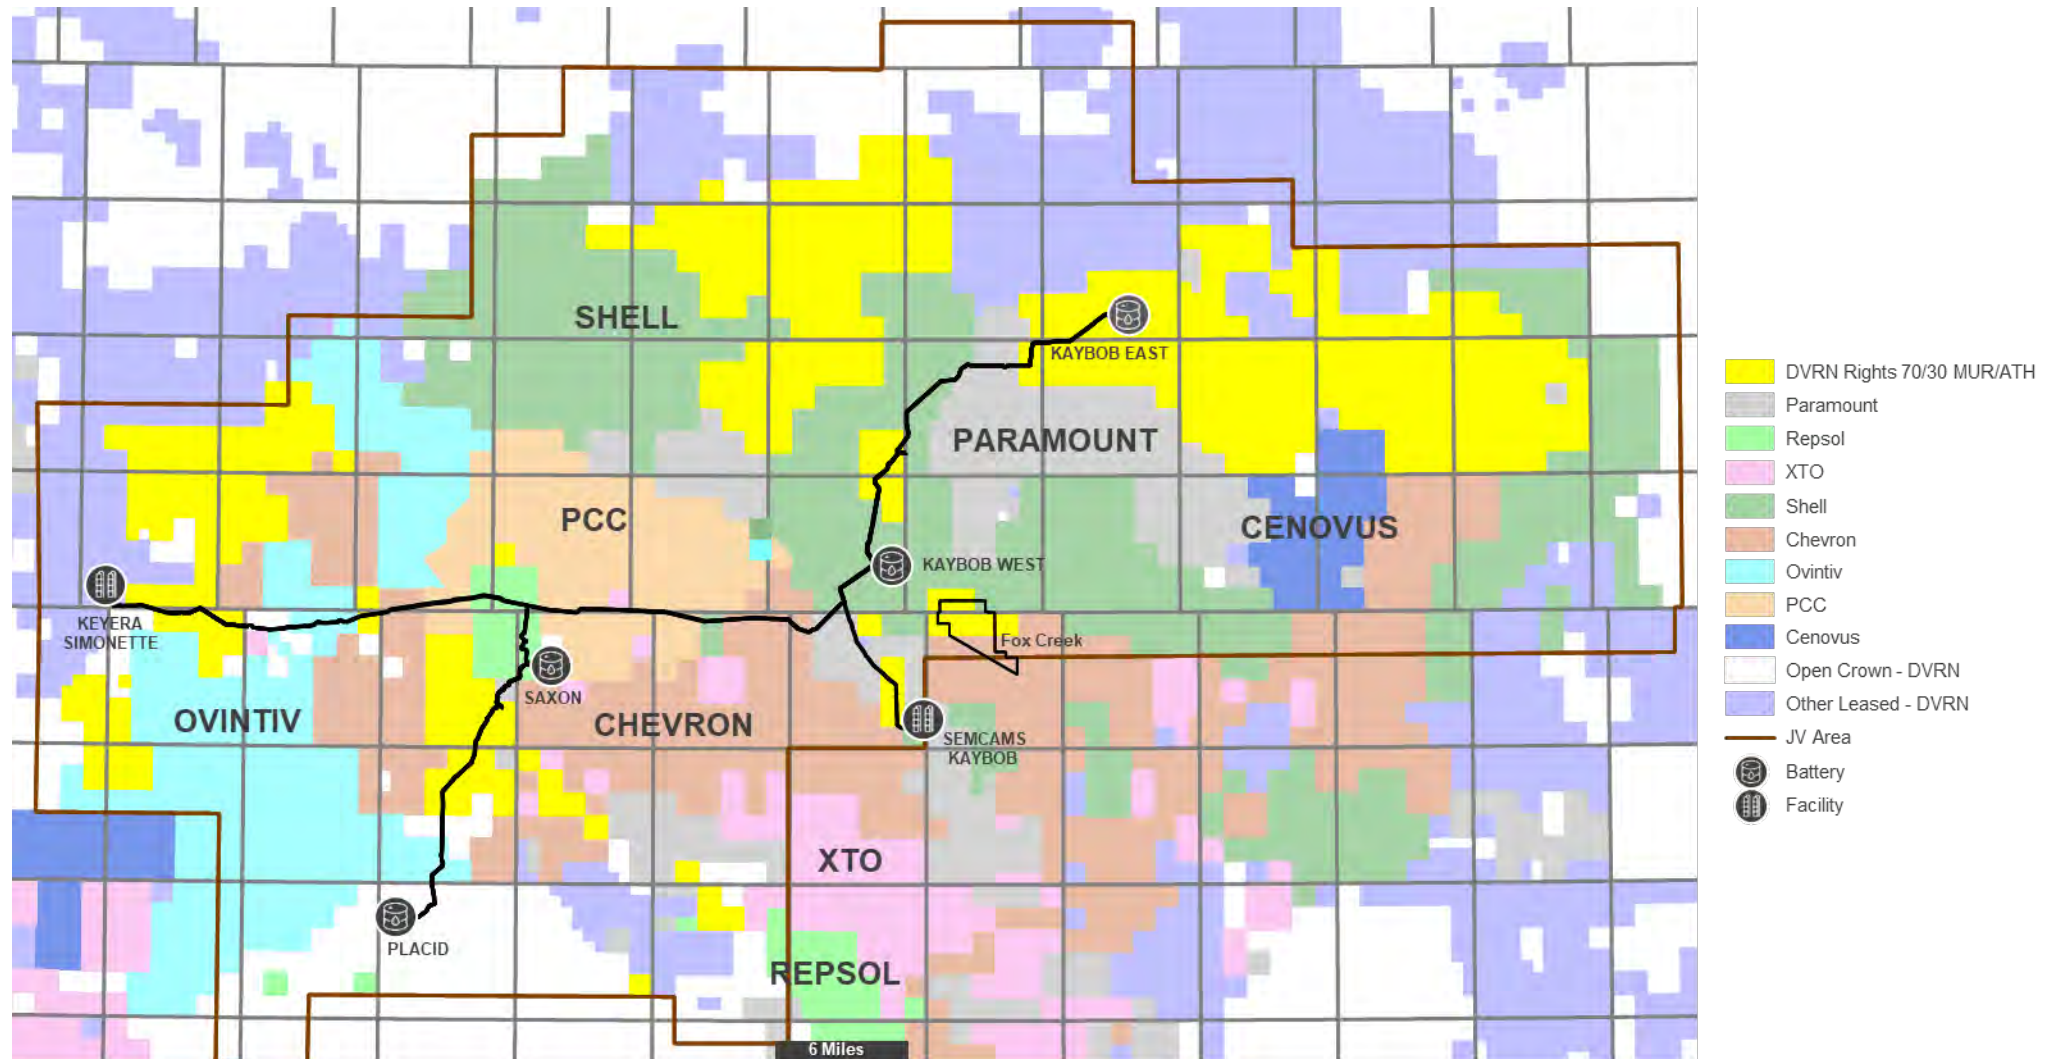 SHELL
KAYBOB EAST
PARAMOUNT
PCC
CENOVUS
KAYBOB WEST
KEYERA
SIMONETTE
Fox Creek
SAXON
OVINTIV
CHEVRON
SEMCAMS
KAYBOB
XTO
PLACID
REPSOL
6 Miles
DVRN Rights 70/30 MUR/ATH
Paramount
Repsol
XTO
Shell
Chevron
Ovintiv
PCC
Cenovus
Open Crown - DVRN
Other Leased - DVRN
JV Area
Battery
Facility